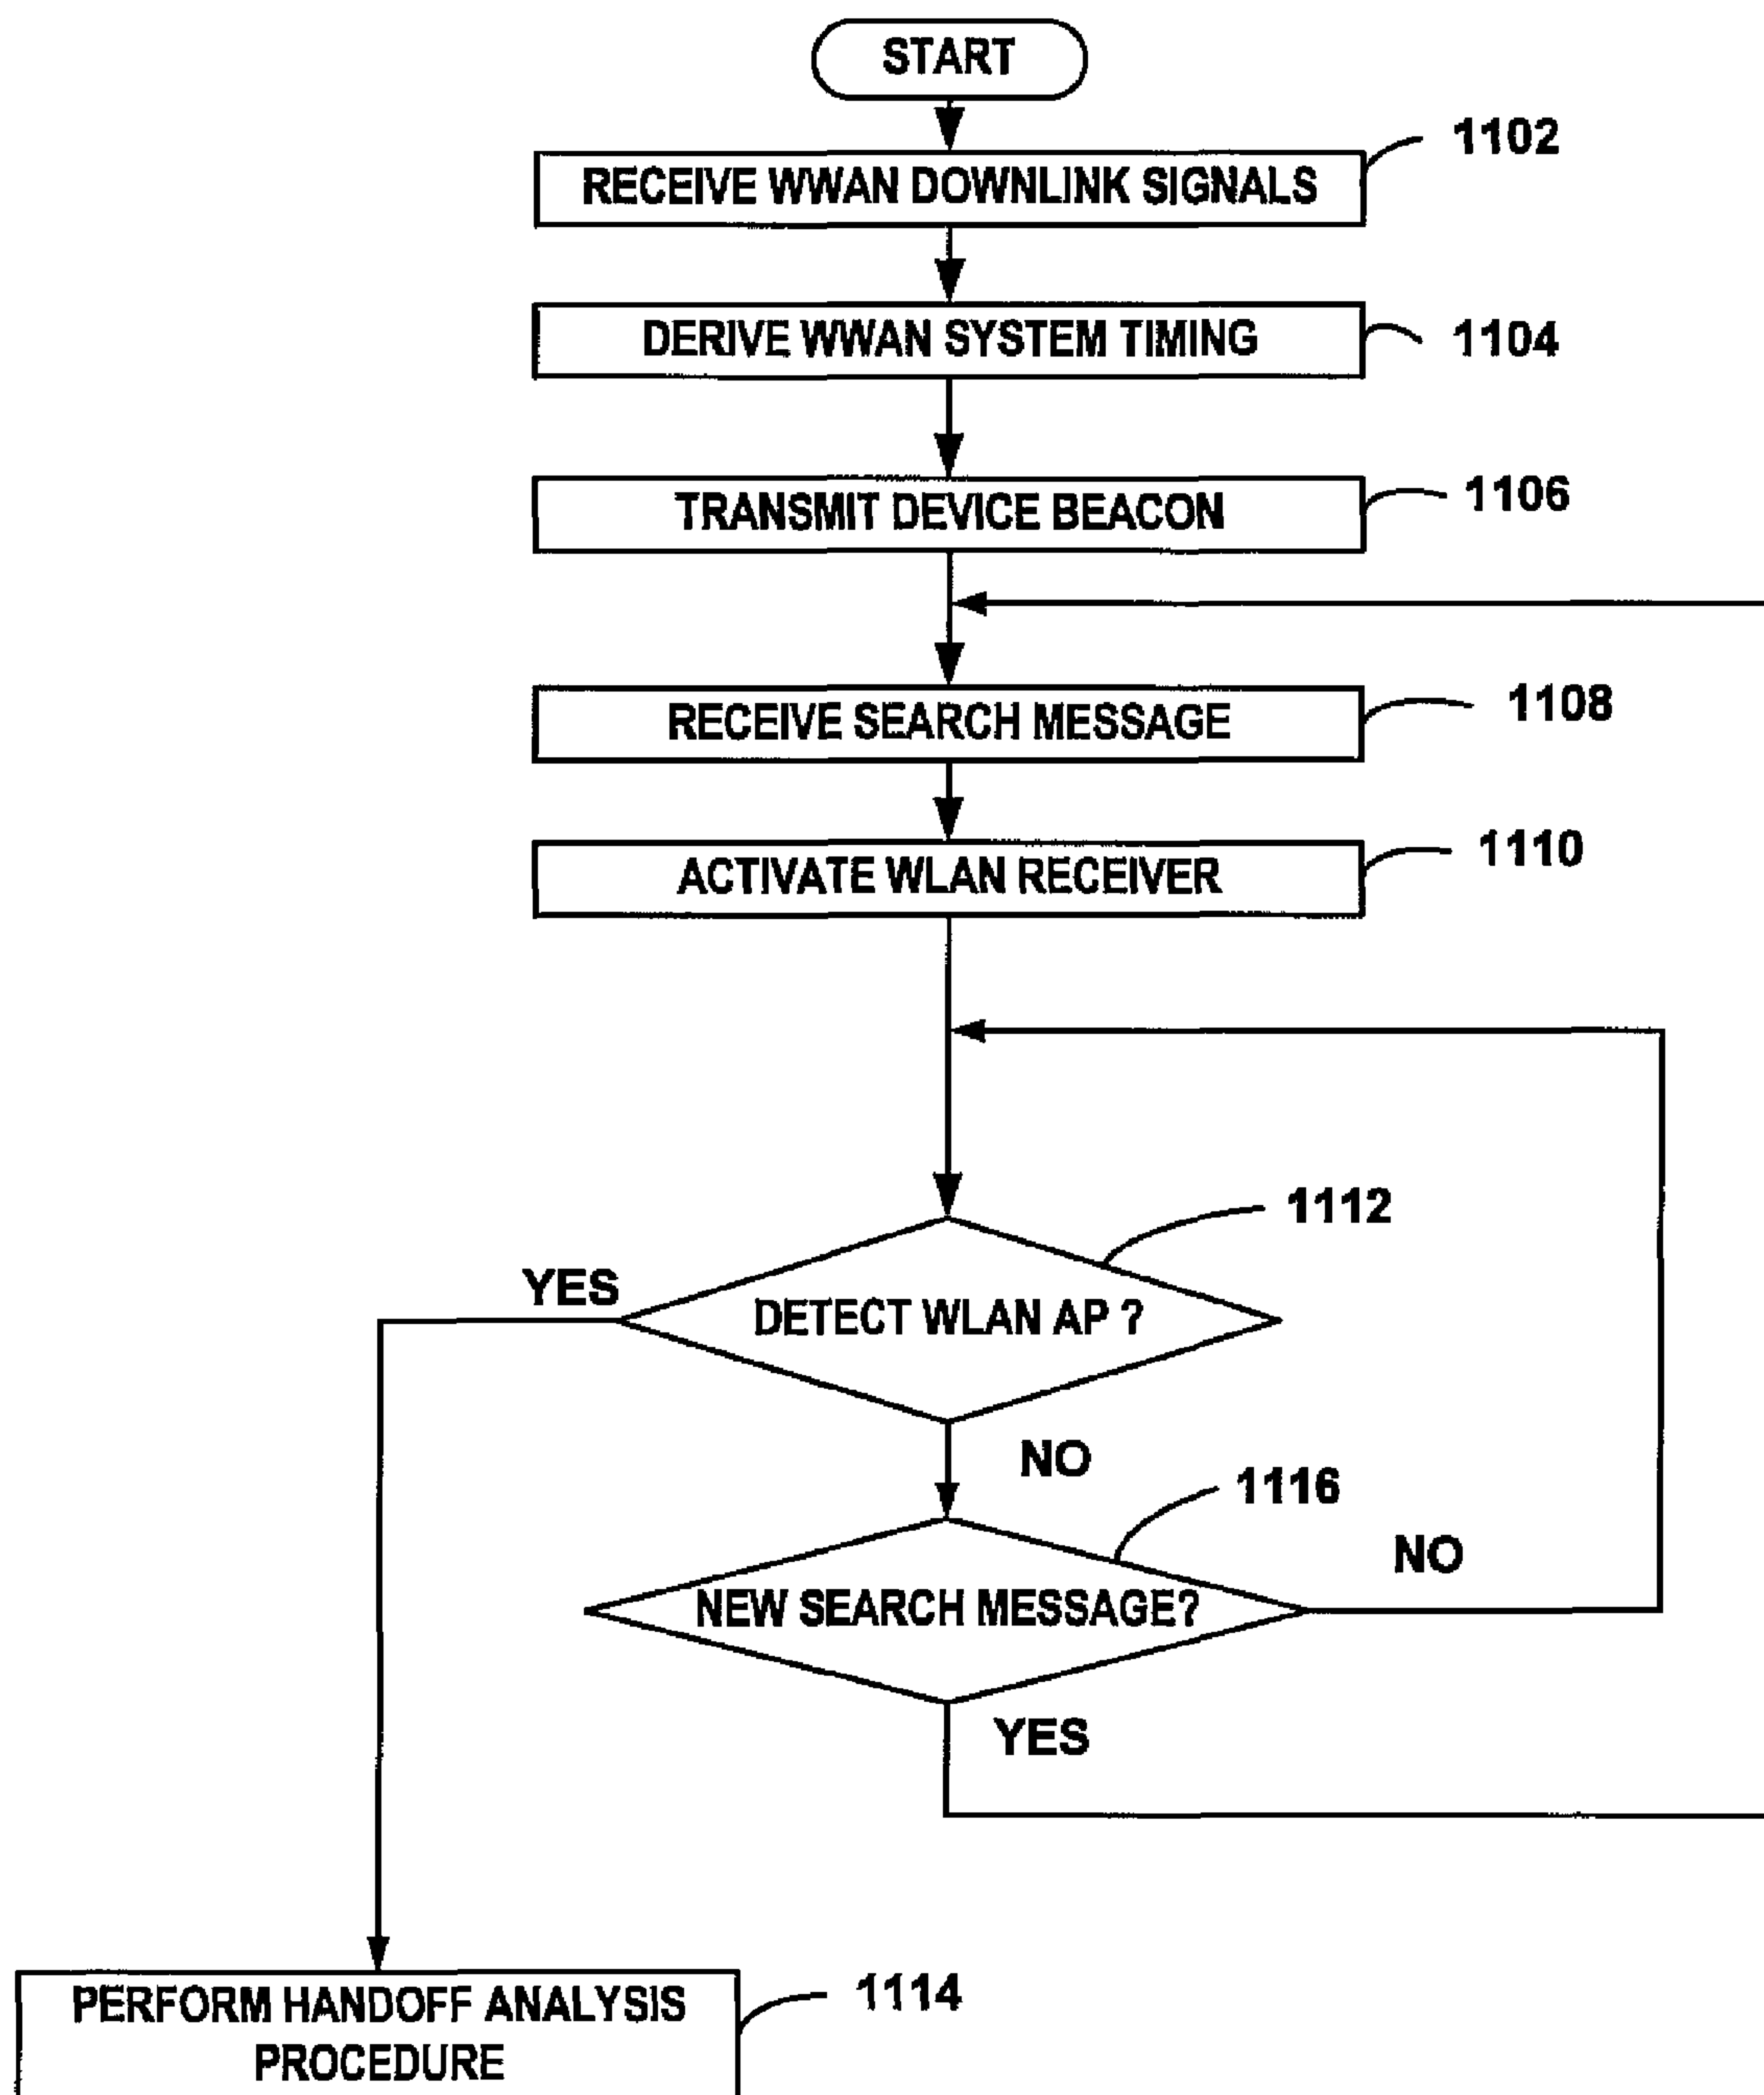 START
1102
RECEIVE WWAN DOWNLINK SIGNALS
DERIVE WWAN SYSTEM TIMING
1104
TRANSMIT DEVICE BEACON
1106
RECEIVE SEARCH MESSAGE
1108
ACTIVATE WLAN RECEIVER
1110
1112
YES
DETECT WLAN AP ?
NO
1116
NO
NEW SEARCH MESSAGE?
YES
PERFORM HANDOFF ANALYSIS
PROCEDURE
1114